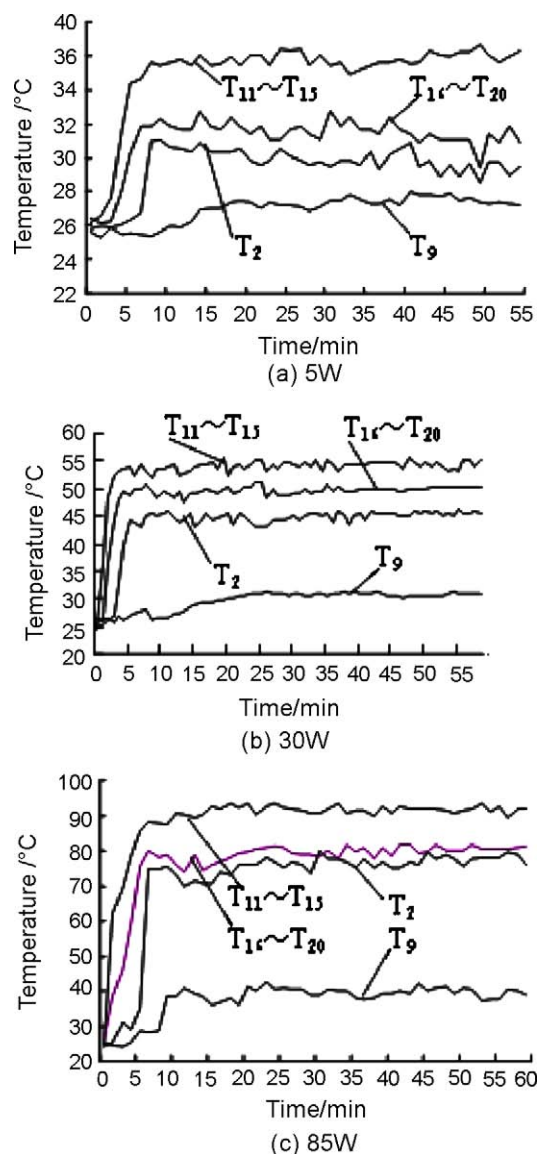 38
36
T₁₁~T₁₅
T₁₆~T₂₀
34
32
30
28
26
T₂
T₉
24
22
Temperature /°C
0 5 10 15 20 25 30 35 40 45 50 55
Time/min
(a) 5W
T₁₁~T₁₅
T₁₆~T₂₀
60
55
50
45
40
T₂
T₉
35
30
25
20
Temperature /°C
0 5 10 15 20 25 30 35 40 45 50 55
Time/min
(b) 30W
100
90
80
70
T₁₁~T₁₅
T₂
60
T₁₆~T₂₀
T₉
50
40
30
20
Temperature /°C
0 5 10 15 20 25 30 35 40 45 50 55 60
Time/min
(c) 85W